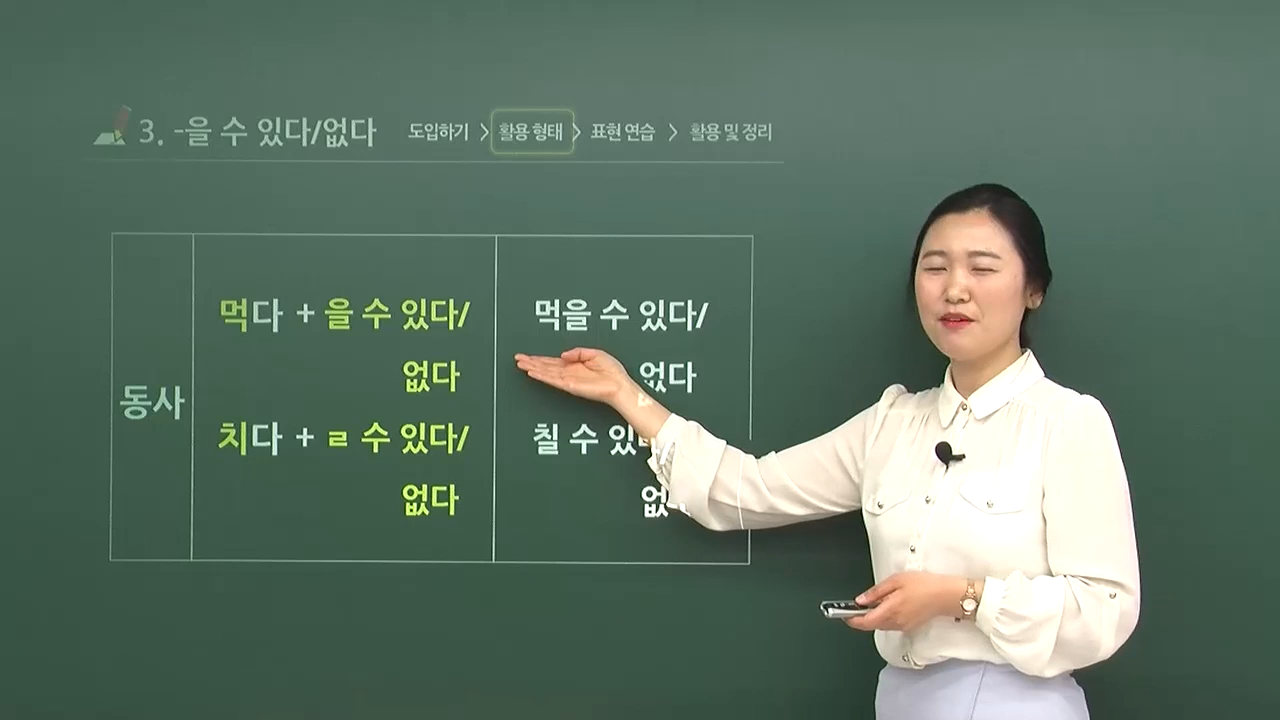 3. -을 수 있다/없다
도입하기 > 활용 형태 > 표현 연습 > 활용 및 정리
동사
먹다 + 을 수 있다/
없다
치다 + ㄹ 수 있다/
없다
먹을 수 있다/
없다
칠 수